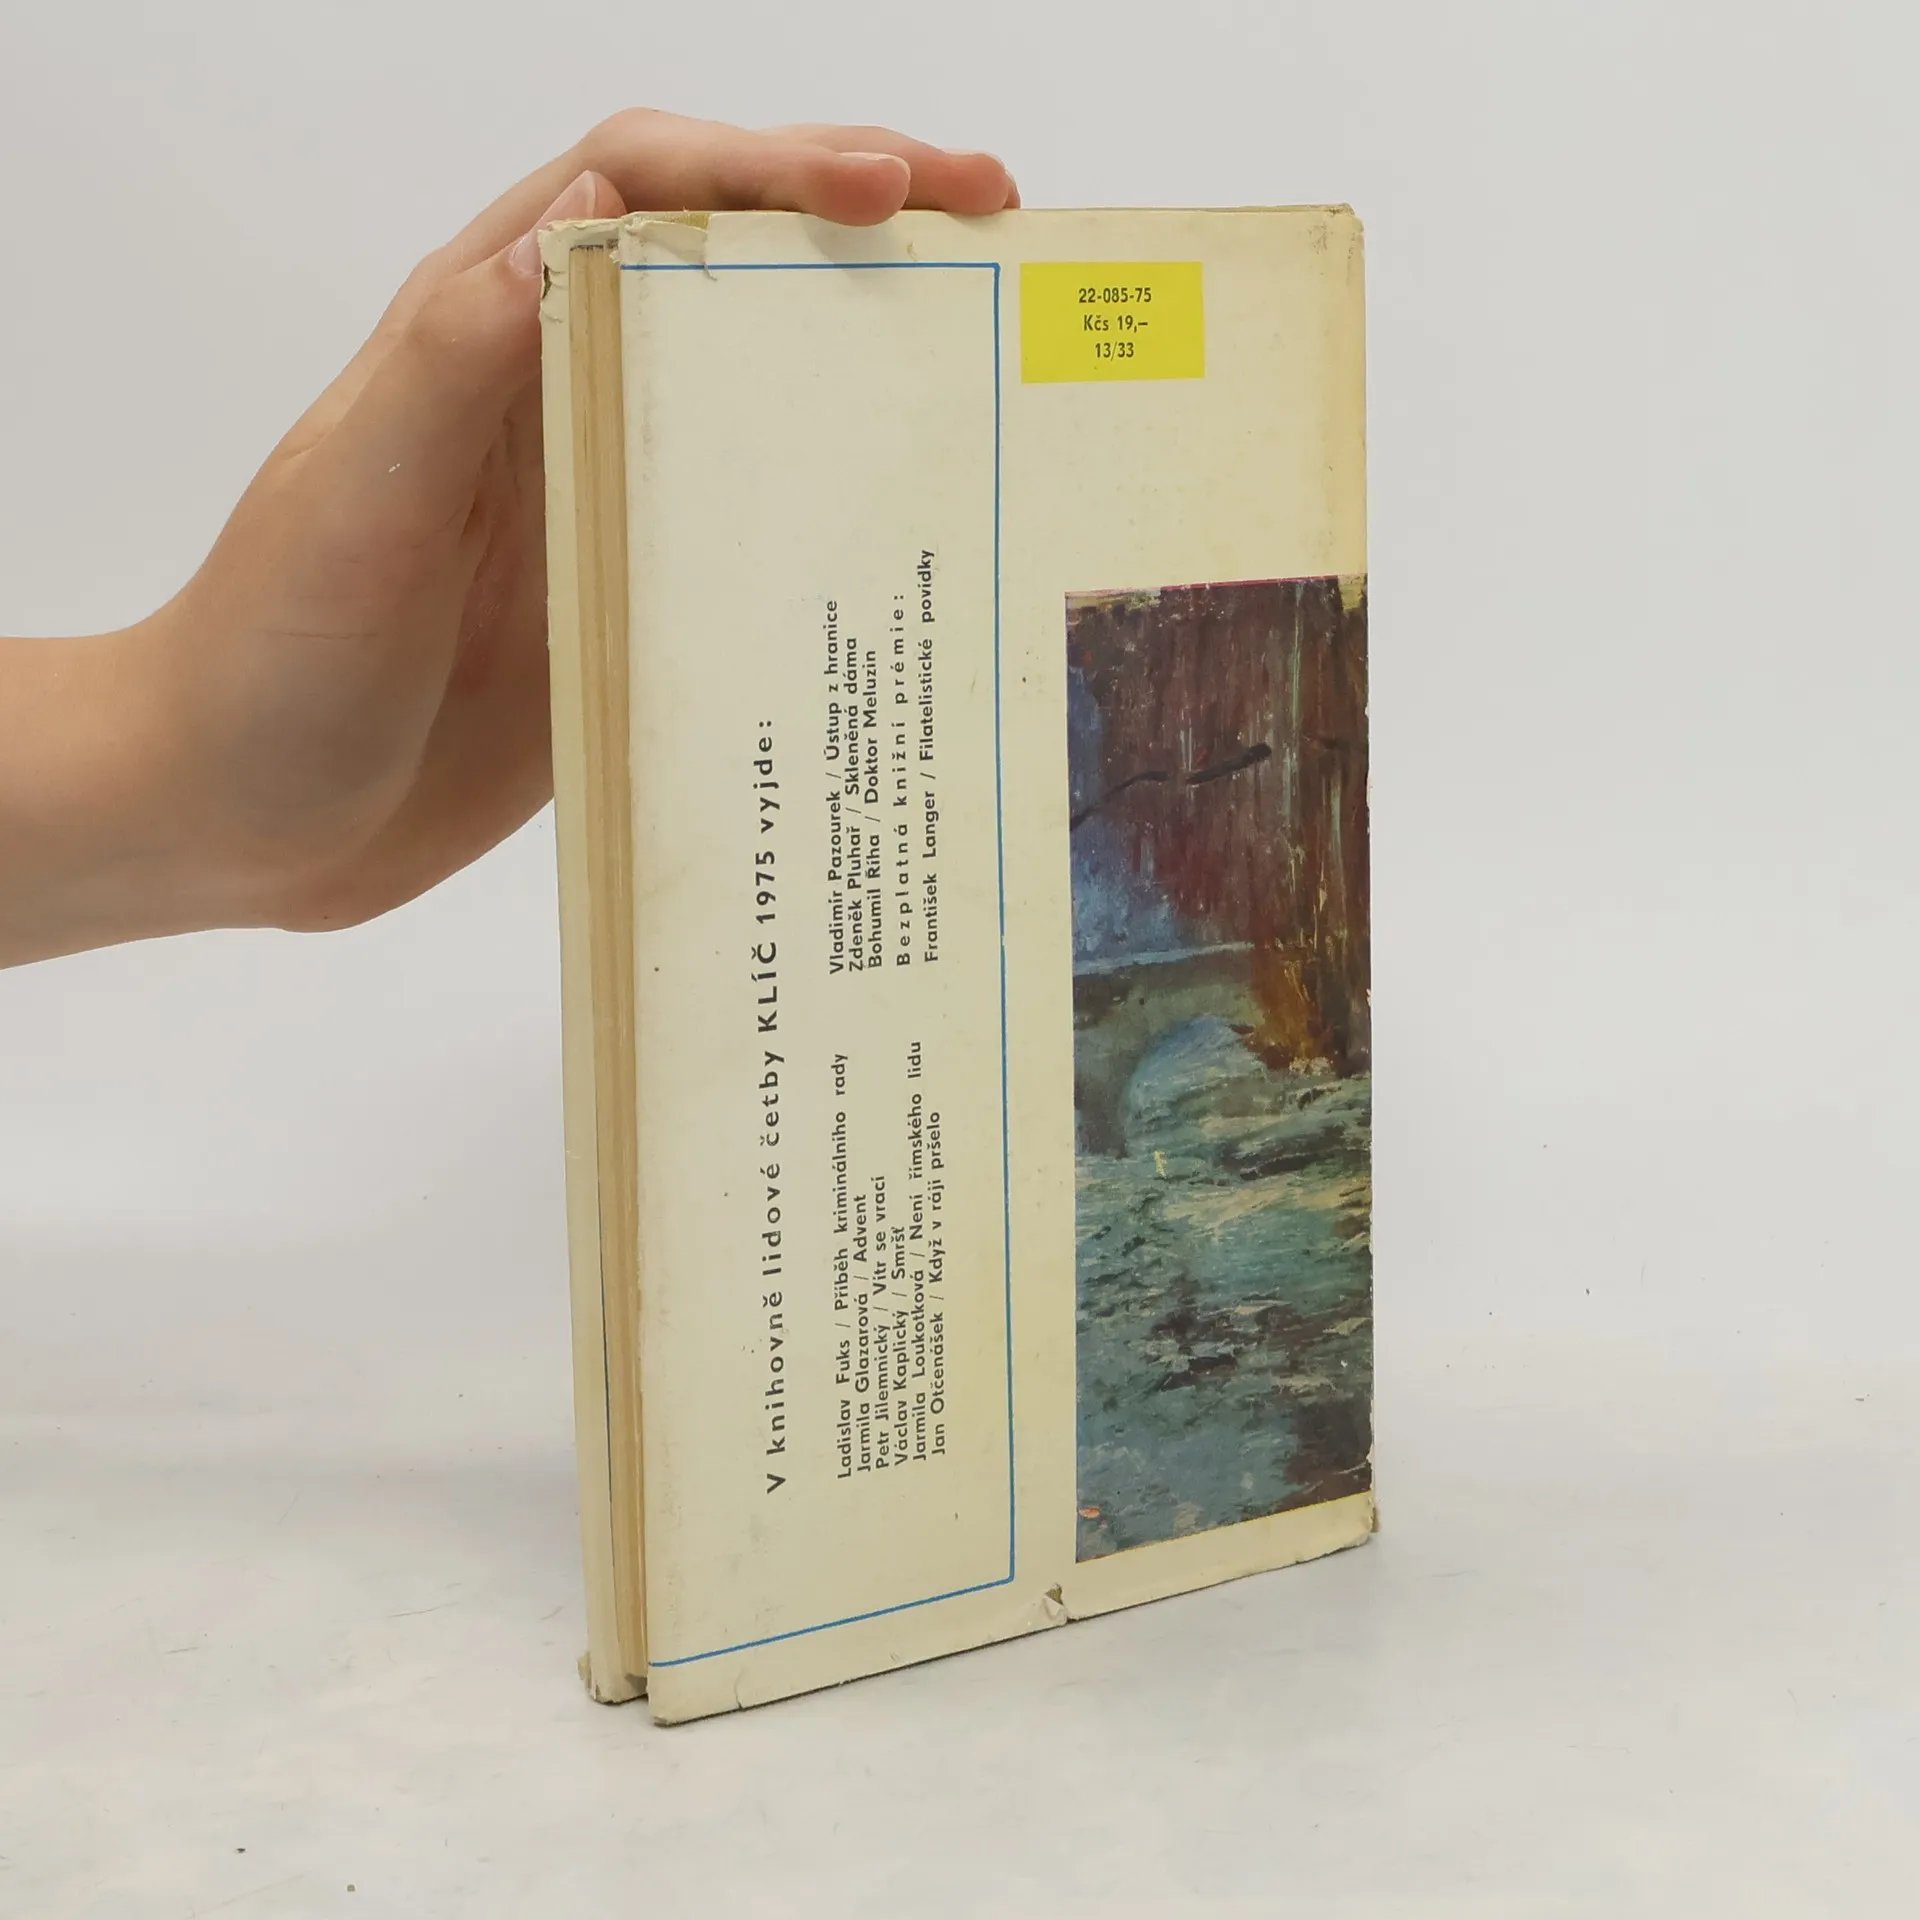 22-085-75
Kčs 19,–
13/33
V knihovně lidové četby KLÍČ 1975 vyjde:
Ladislav Fuks / Příběh kriminálního rady
Jarmila Glazarová / Advent
Petr Jilemnický / Vítr se vrací
Václav Kaplický / Smršť
Jarmila Loukotková / Není římského lidu
Jan Otčenášek / Když v ráji pršelo
Vladimír Pazourek / Ústup z hranice
Zdeněk Pluhař / Skleněná dáma
Bohumil Říha / Doktor Meluzin
Bezplatná knižní prémie:
František Langer / Filatelistické povídky